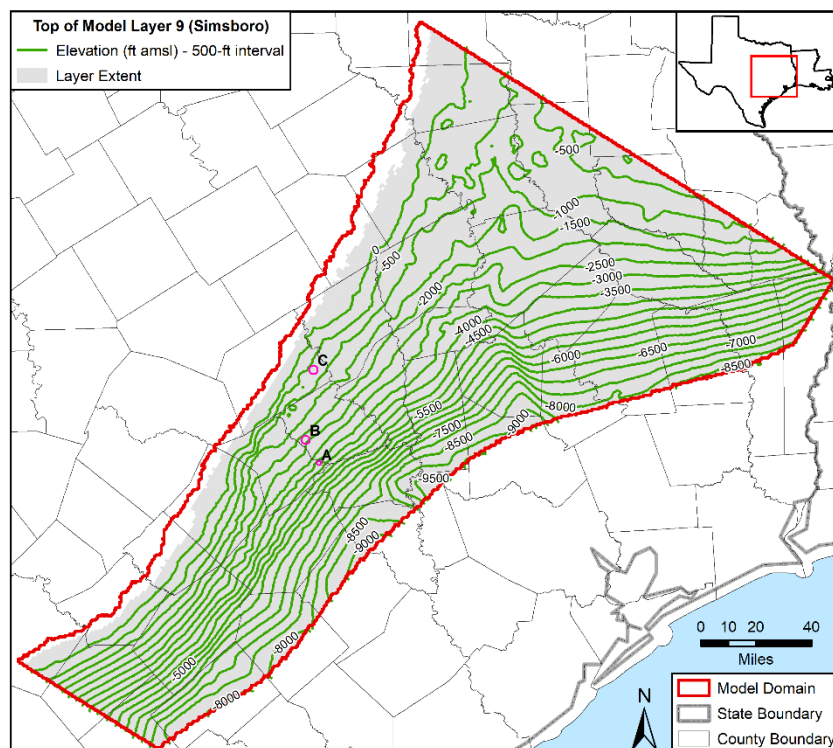 Top of Model Layer 9 (Simsboro)
Elevation (ft amsl) - 500-ft interval
Layer Extent
-500
-1000
-1500
0
-500
-2500
-2000
-3000
-3500
-4000
-4500
-7000
-6000
-6500
-8500
C
-5500
-8000
B
-7500
-9000
-8500
A
-9500
-8500
-9000
-8000
-5000
-8000
0 10 20 40
Miles
N
Model Domain
State Boundary
County Boundary